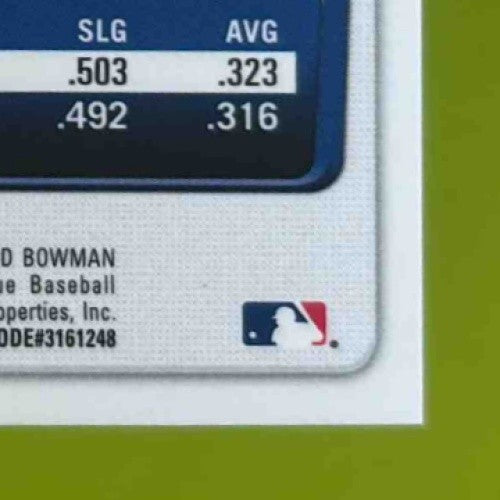 SLG AVG
.503 .323
.492 .316
D BOWMAN
ue Baseball
operties, Inc.
ODE#3161248